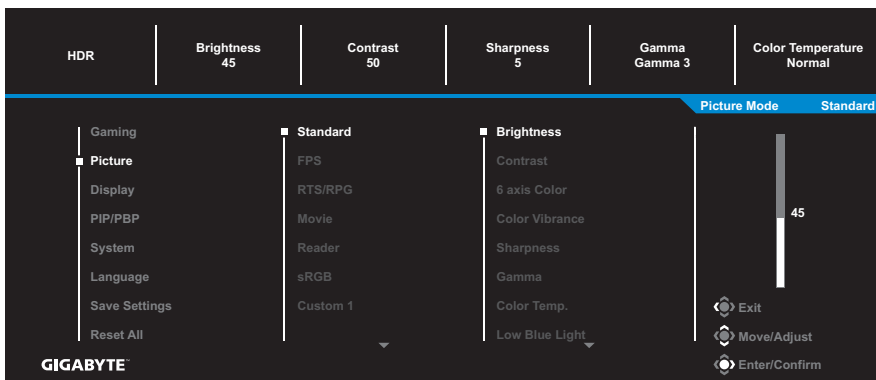 HDR
Brightness
45
Contrast
50
Sharpness
5
Gamma
Gamma 3
Color Temperature
Normal
Picture Mode Standard
Gaming
Picture
Display
PIP/PBP
System
Language
Save Settings
Reset All
Standard
FPS
RTS/RPG
Movie
Reader
sRGB
Custom 1
Brightness
Contrast
6 axis Color
Color Vibrance
Sharpness
Gamma
Color Temp.
Low Blue Light
45
Exit
Move/Adjust
Enter/Confirm
GIGABYTE™